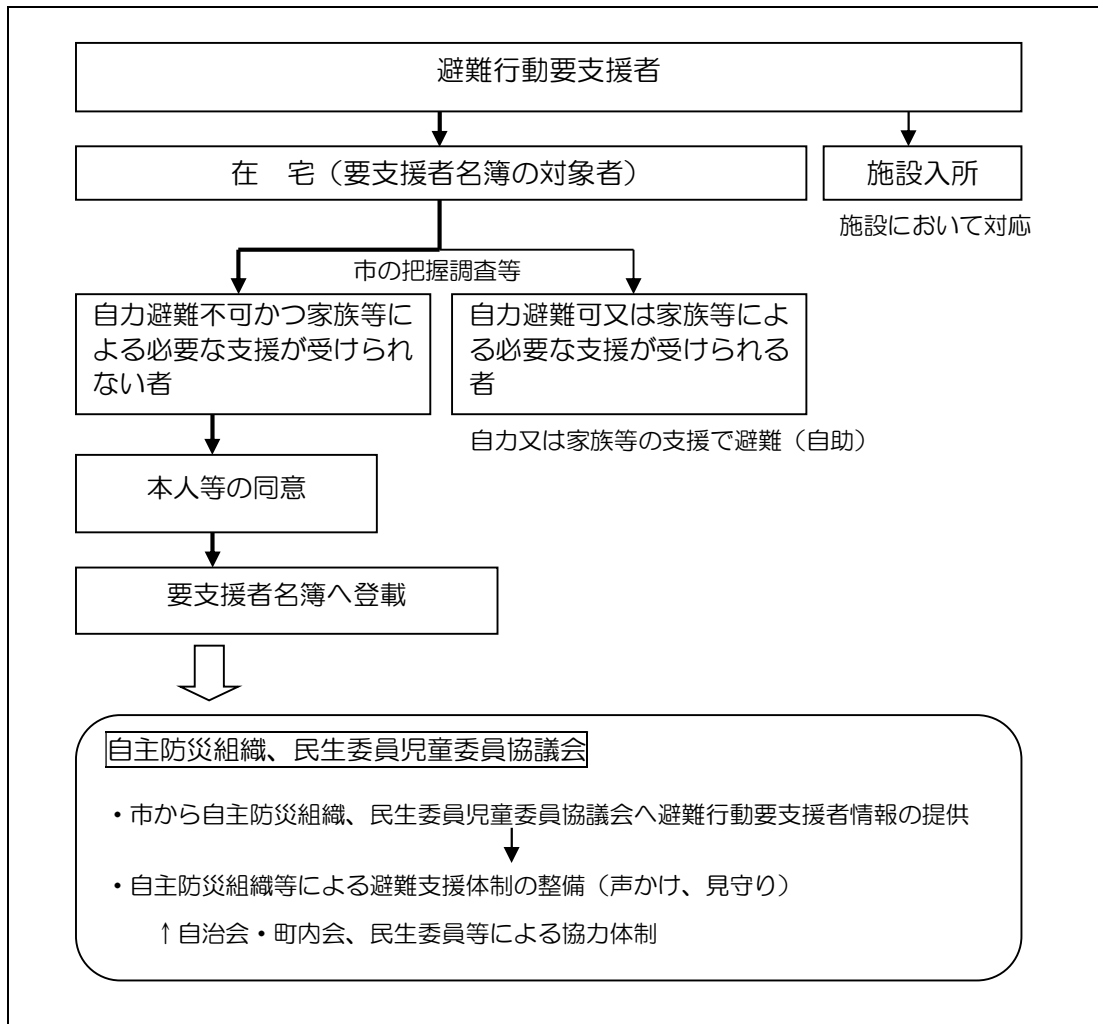 避難行動要支援者
在　宅（要支援者名簿の対象者）
施設入所
施設において対応
市の把握調査等
自力避難不可かつ家族等に
よる必要な支援が受けられ
ない者
自力避難可又は家族等によ
る必要な支援が受けられる
者
自力又は家族等の支援で避難（自助）
本人等の同意
要支援者名簿へ登載
自主防災組織、民生委員児童委員協議会
・市から自主防災組織、民生委員児童委員協議会へ避難行動要支援者情報の提供
・自主防災組織等による避難支援体制の整備（声かけ、見守り）
↑自治会・町内会、民生委員等による協力体制